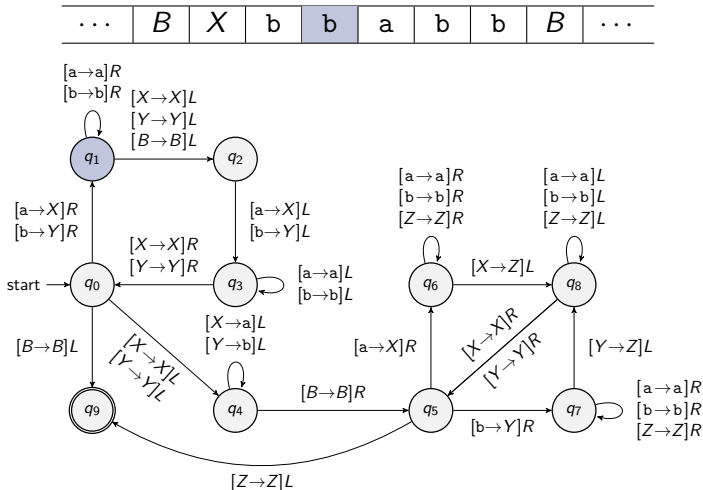 ··· B X b b a b b B ···
[a→a]R
[b→b]R
[X→X]L
[Y→Y]L
[B→B]L
q1
q2
[a→X]R
[b→Y]R
[a→X]L
[b→Y]L
[X→X]R
[Y→Y]R
start
q0
q3
[a→a]L
[b→b]L
[B→B]L
[X→X]L
[Y→Y]L
[X→a]L
[Y→b]L
q9
q4
[B→B]R
[a→a]R
[b→b]R
[Z→Z]R
[a→a]L
[b→b]L
[Z→Z]L
q6
[X→Z]L
q8
[a→X]R
[X→X]R
[Y→Y]R
[Y→Z]L
q5
[b→Y]R
q7
[a→a]R
[b→b]R
[Z→Z]R
[Z→Z]L